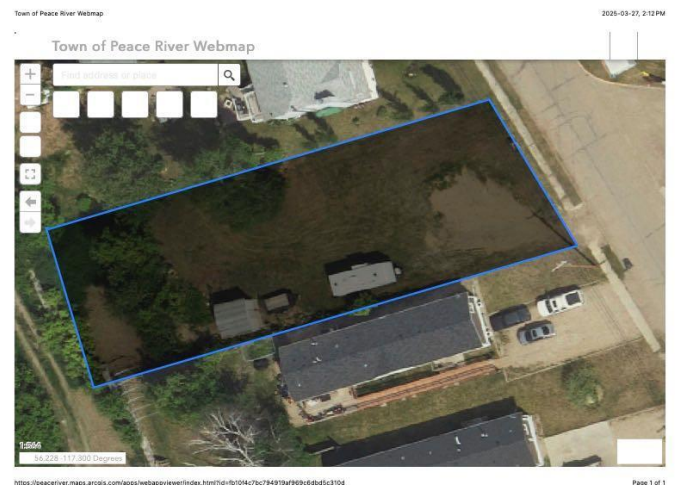 Town of Peace River Webmap
2025-03-27, 2:12 PM
Town of Peace River Webmap
Find address or place
56.228 -117.300 Degrees
https://peaceriver.maps.arcgis.com/apps/webappviewer/index.html?id=fb10f4c7bc794919af969c6dbd5c310d
Page 1 of 1